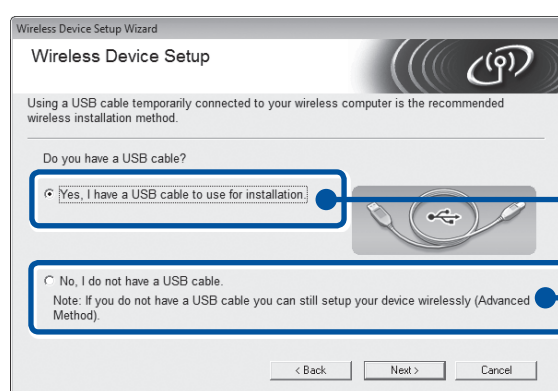 Wireless Device Setup Wizard
Wireless Device Setup
Using a USB cable temporarily connected to your wireless computer is the recommended
wireless installation method.
Do you have a USB cable?
Yes, I have a USB cable to use for installation.
No, I do not have a USB cable.
Note: If you do not have a USB cable you can still setup your device wirelessly (Advanced
Method).
< Back Next > Cancel